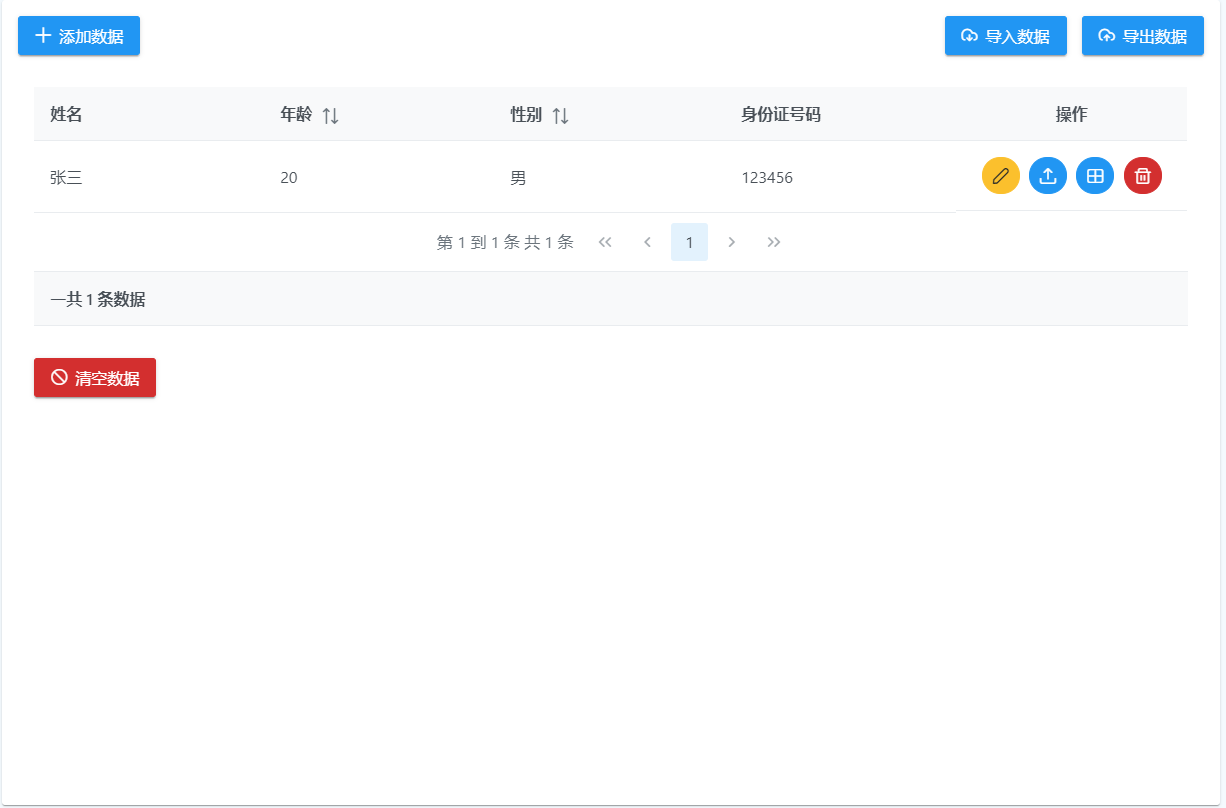 添加数据 导入数据 导出数据
姓名 年龄 性别 身份证号码 操作
张三 20 男 123456
第 1 到 1 条 共 1 条 1
一共 1 条数据
清空数据